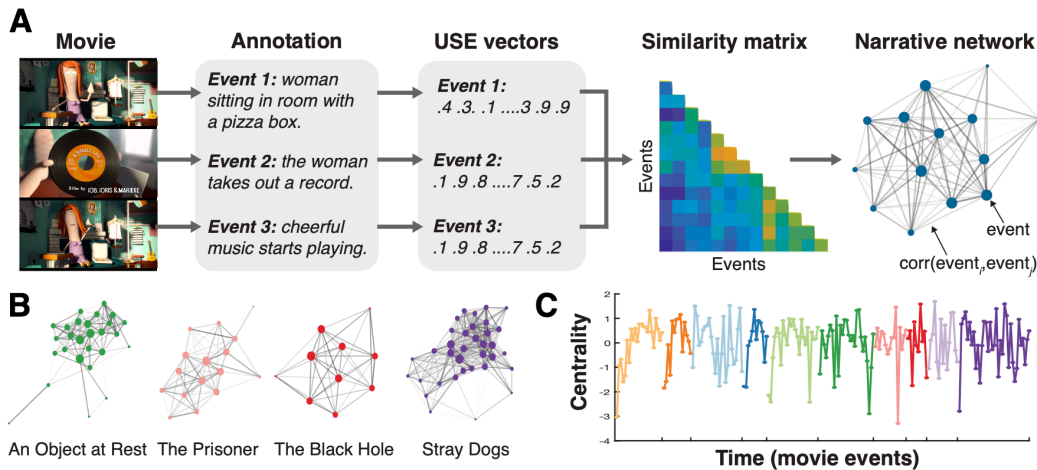 A
Movie
Annotation
USE vectors
Similarity matrix
Narrative network
Event 1: woman
sitting in room with
a pizza box.
Event 2: the woman
takes out a record.
Event 3: cheerful
music starts playing.
Event 1:
.4 .3. .1 ....3 .9 .9
Event 2:
.1 .9 .8 ....7 .5 .2
Event 3:
.1 .9 .8 ....7 .5 .2
JOB, JORIS & MARIEKE
Events
Events
event
corr(event_i,event_j)
B
An Object at Rest
The Prisoner
The Black Hole
Stray Dogs
C
Centrality
2
1
0
-1
-2
-3
-4
Time (movie events)